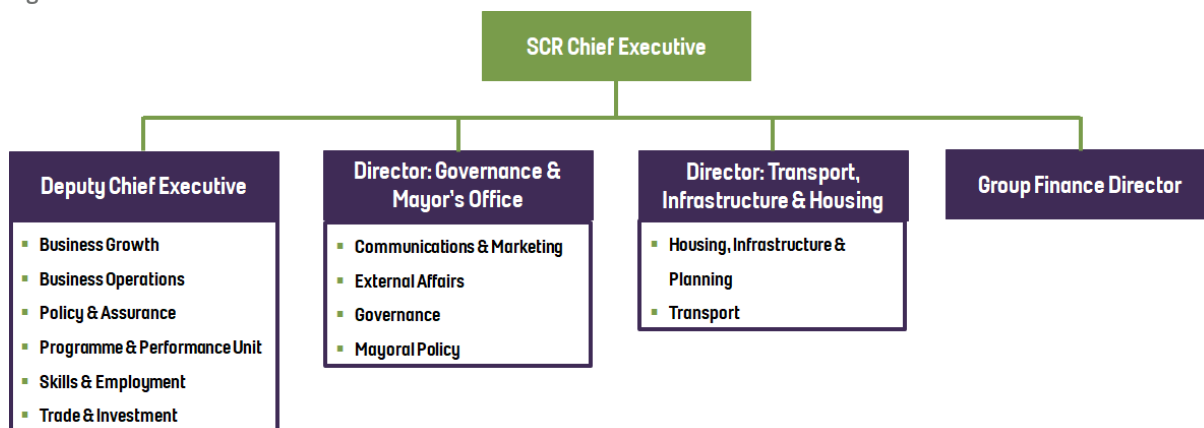 SCR Chief Executive
Deputy Chief Executive
Business Growth
Business Operations
Policy & Assurance
Programme & Performance Unit
Skills & Employment
Trade & Investment
Director: Governance &
Mayor's Office
Communications & Marketing
External Affairs
Governance
Mayoral Policy
Director: Transport,
Infrastructure & Housing
Housing, Infrastructure &
Planning
Transport
Group Finance Director